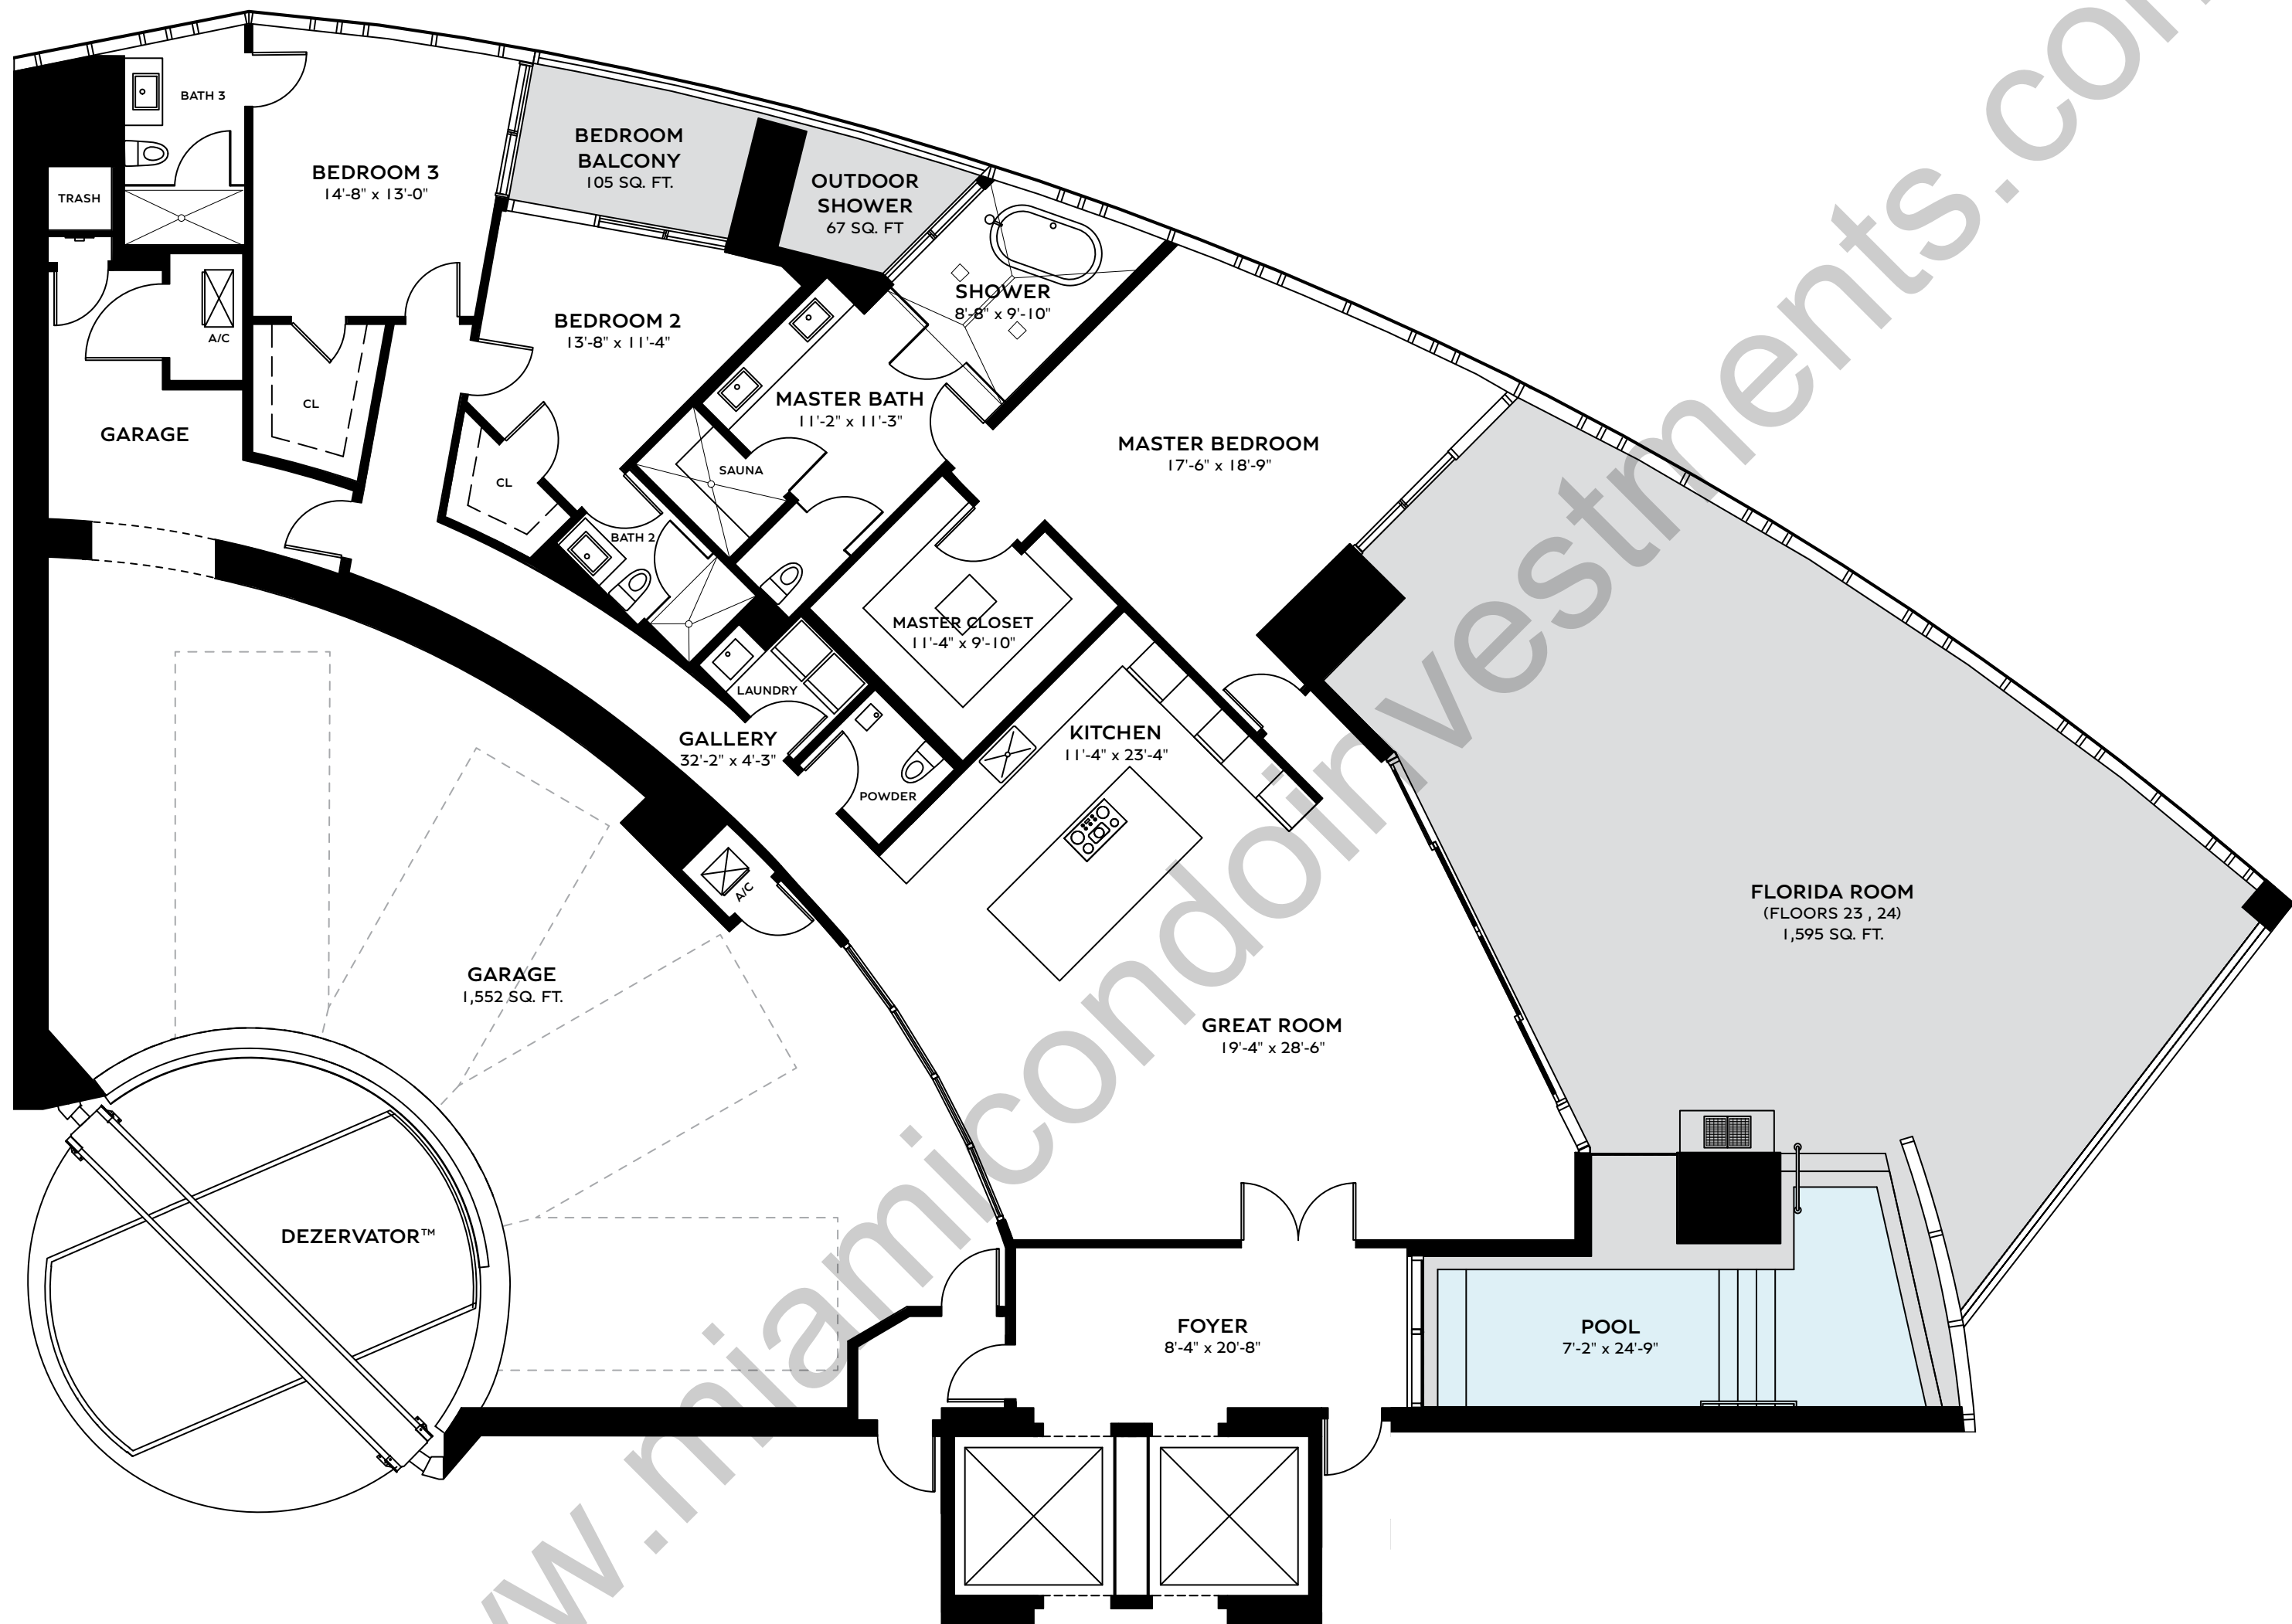 BATH 3
BEDROOM 3
14'-8" x 13'-0"
BEDROOM
BALCONY
105 SQ. FT.
OUTDOOR
SHOWER
67 SQ. FT
TRASH
A/C
SHOWER
8'-8" x 9'-10"
BEDROOM 2
13'-8" x 11'-4"
CL
MASTER BATH
11'-2" x 11'-3"
GARAGE
MASTER BEDROOM
17'-6" x 18'-9"
SAUNA
CL
BATH 2
MASTER CLOSET
11'-4" x 9'-10"
LAUNDRY
GALLERY
32'-2" x 4'-3"
KITCHEN
11'-4" x 23'-4"
POWDER
A/C
FLORIDA ROOM
(FLOORS 23 , 24)
1,595 SQ. FT.
GARAGE
1,552 SQ. FT.
GREAT ROOM
19'-4" x 28'-6"
DEZERVATOR™
FOYER
8'-4" x 20'-8"
POOL
7'-2" x 24'-9"
w.miamicondoinvestments.com